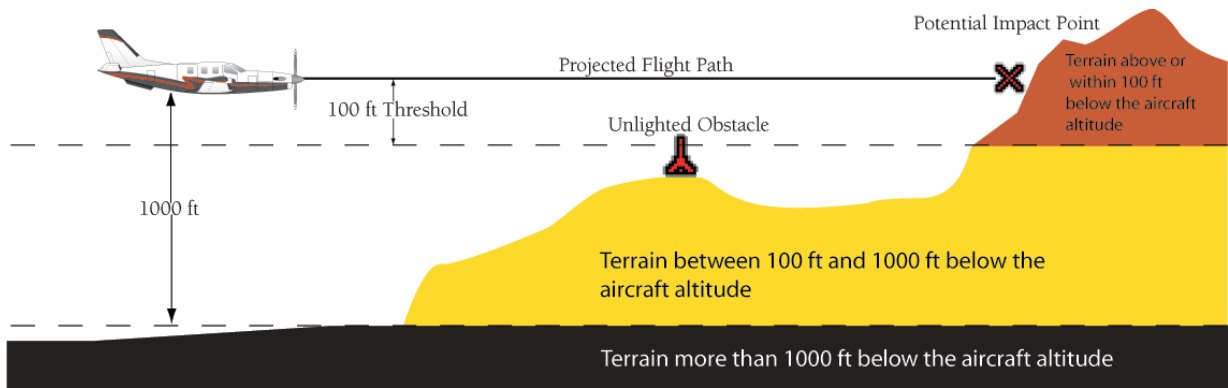 Potential Impact Point
Projected Flight Path
Terrain above or
within 100 ft
below the aircraft
altitude
100 ft Threshold
Unlighted Obstacle
1000 ft
Terrain between 100 ft and 1000 ft below the
aircraft altitude
Terrain more than 1000 ft below the aircraft altitude